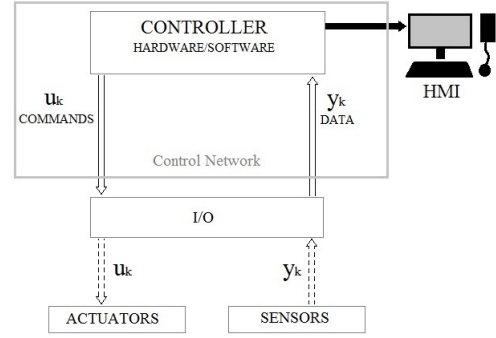 CONTROLLER
HARDWARE/SOFTWARE
HMI
uk
COMMANDS
yk
DATA
Control Network
I/O
uk
yk
ACTUATORS
SENSORS